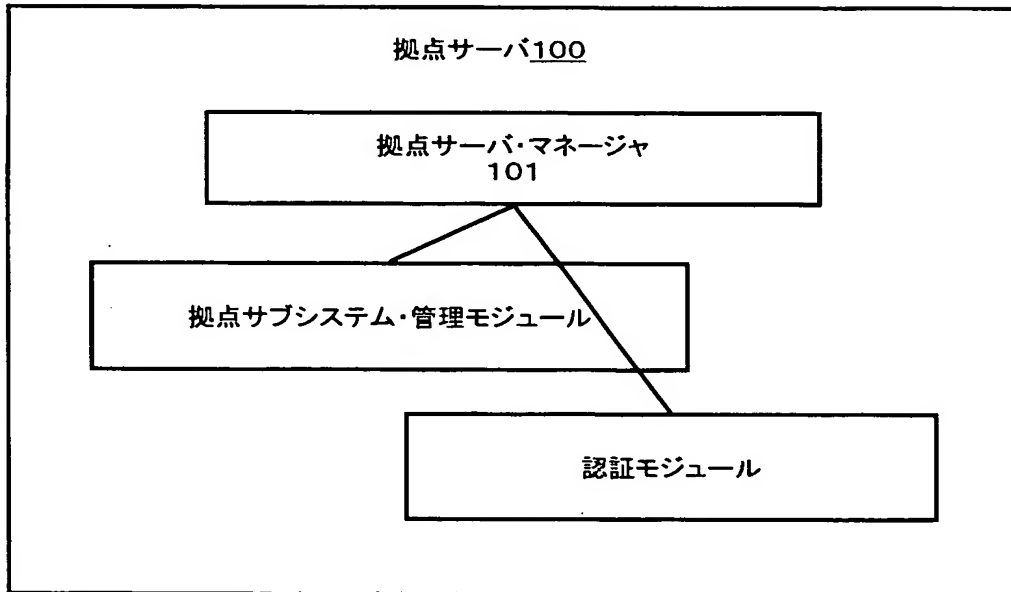 拠点サーバ100
拠点サーバ・マネージャ
101
拠点サブシステム・管理モジュール
認証モジュール